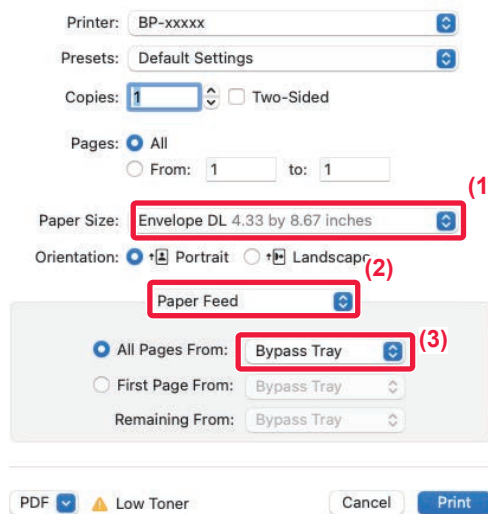 Printer: BP-xxxxx
Presets: Default Settings
Copies: 1 Two-Sided
Pages: All
From: 1 to: 1
(1
Paper Size: Envelope DL 4.33 by 8.67 inches
Orientation: Portrait Landscape
(2)
Paper Feed
All Pages From: Bypass Tray (3)
First Page From: Bypass Tray
Remaining From: Bypass Tray
PDF Low Toner Cancel Print